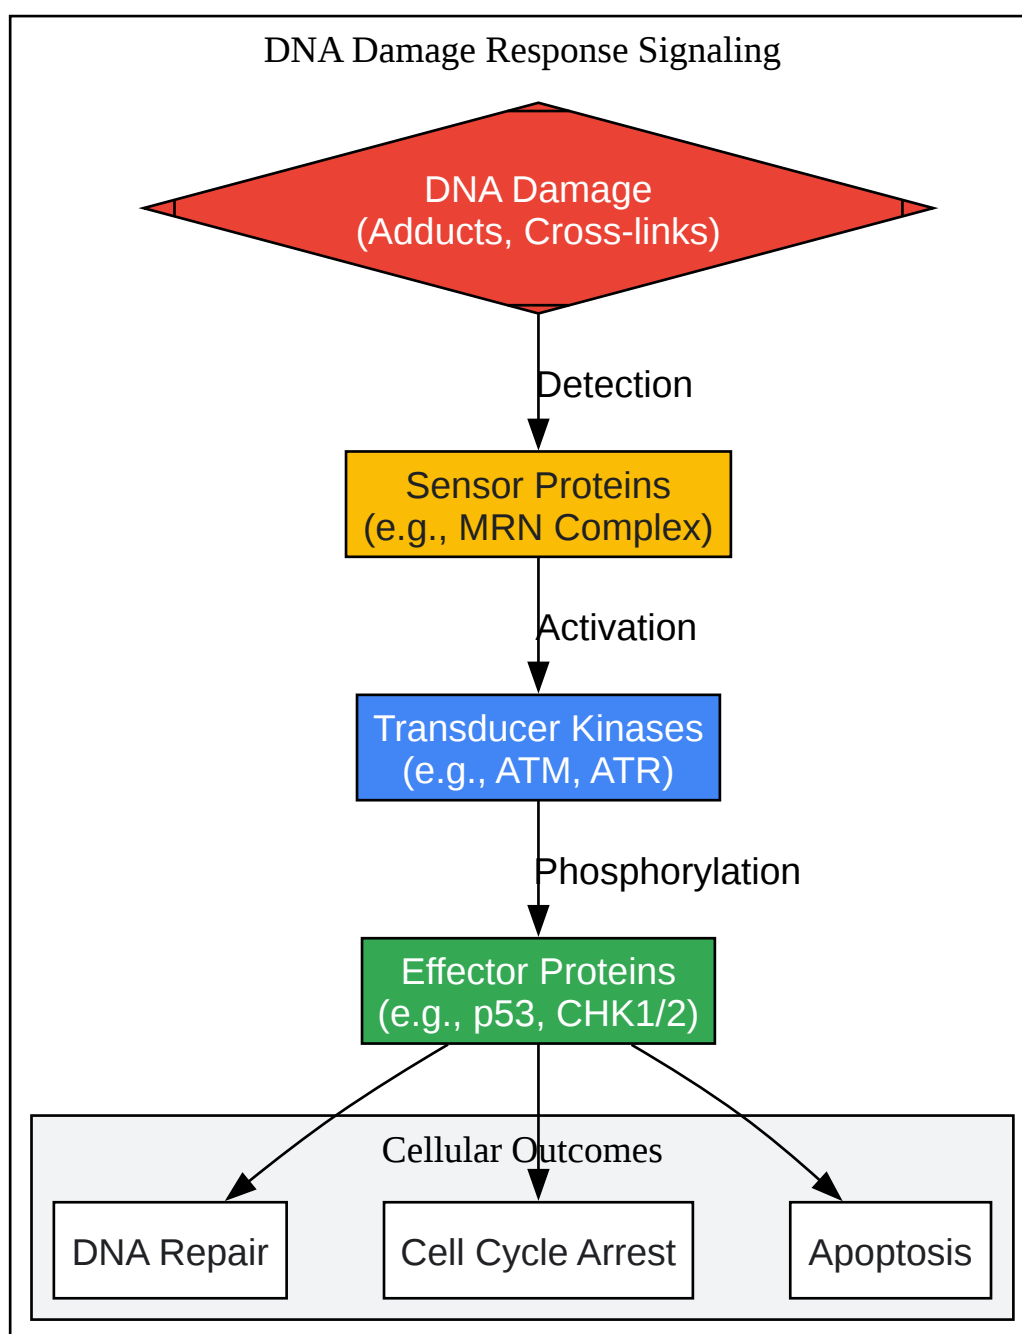 DNA Damage Response Signaling
DNA Damage
(Adducts, Cross-links)
Detection
Sensor Proteins
(e.g., MRN Complex)
Activation
Transducer Kinases
(e.g., ATM, ATR)
Phosphorylation
Effector Proteins
(e.g., p53, CHK1/2)
Cellular Outcomes
DNA Repair
Cell Cycle Arrest
Apoptosis